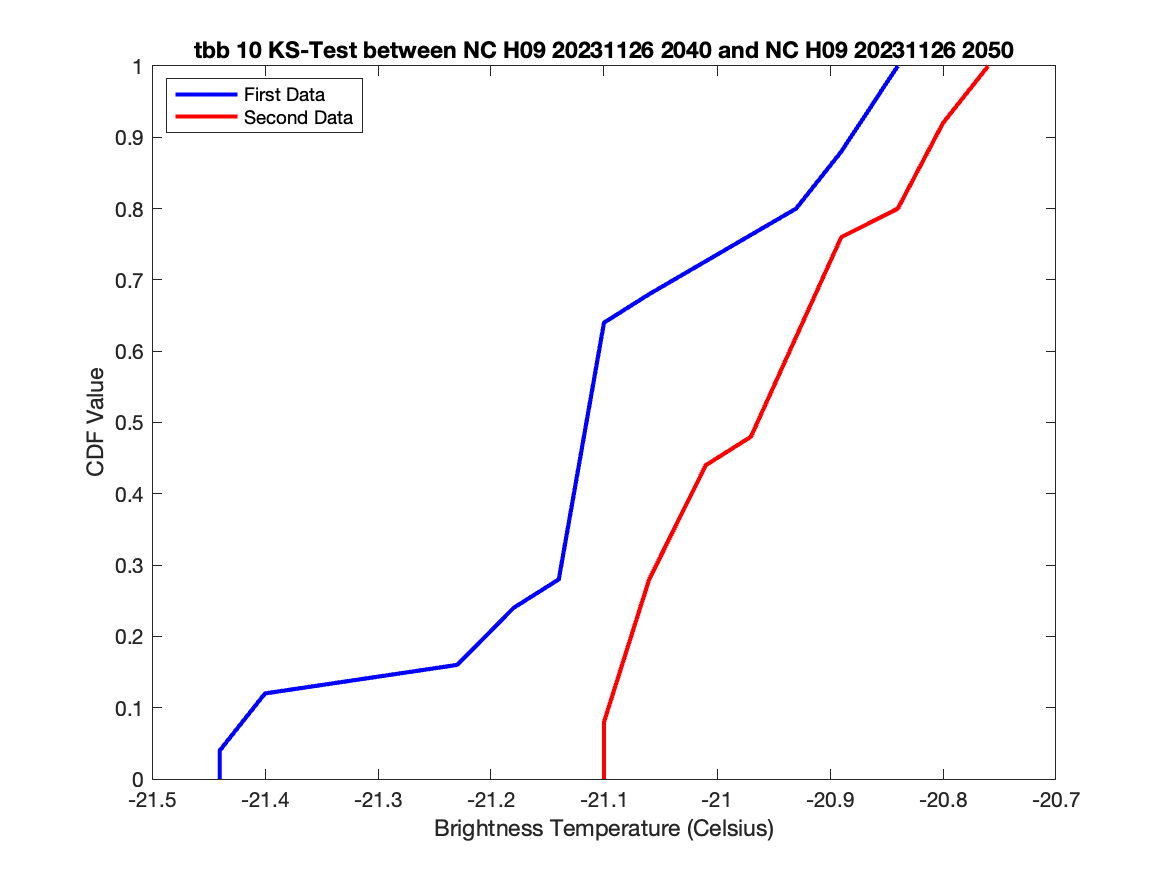 tbb 10 KS-Test between NC H09 20231126 2040 and NC H09 20231126 2050
First Data
Second Data
1
0.9
0.8
0.7
0.6
0.5
0.4
0.3
0.2
0.1
0
CDF Value
-21.5 -21.4 -21.3 -21.2 -21.1 -21 -20.9 -20.8 -20.7
Brightness Temperature (Celsius)